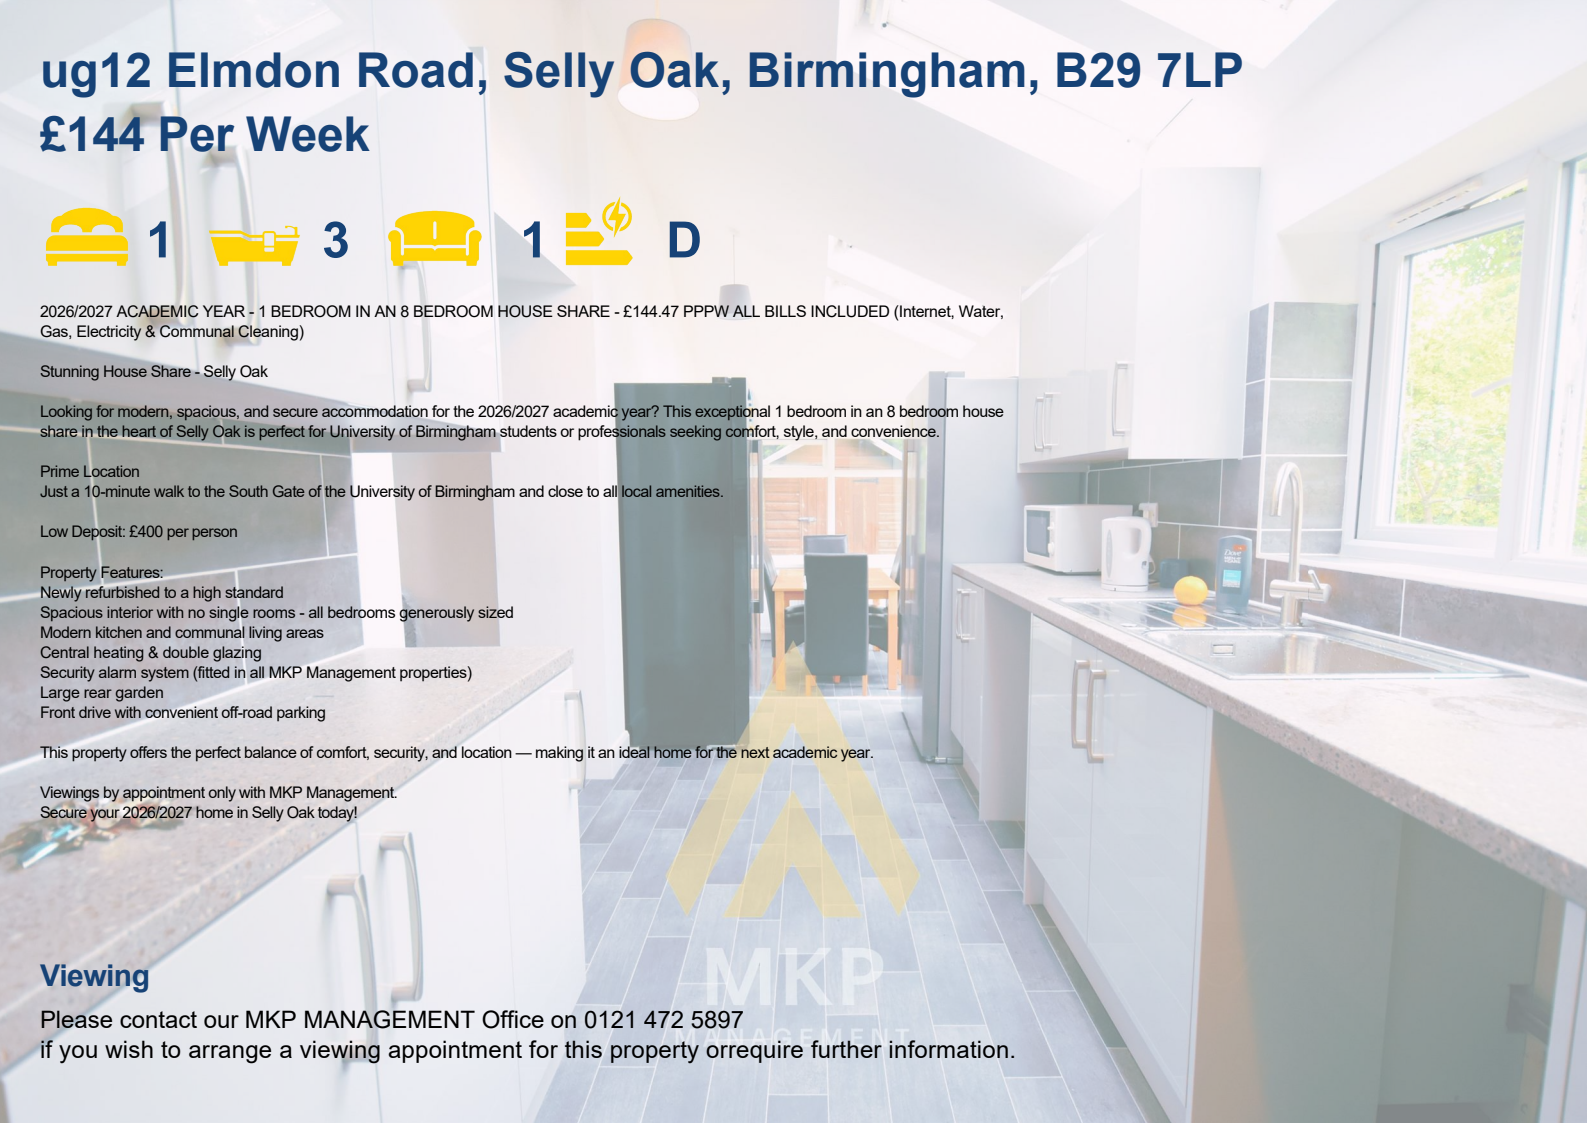 ug12 Elmdon Road, Selly Oak, Birmingham, B29 7LP
£144 Per Week
1 3 1 D
2026/2027 ACADEMIC YEAR - 1 BEDROOM IN AN 8 BEDROOM HOUSE SHARE - £144.47 PPPW ALL BILLS INCLUDED (Internet, Water,
Gas, Electricity & Communal Cleaning)
Stunning House Share - Selly Oak
Looking for modern, spacious, and secure accommodation for the 2026/2027 academic year? This exceptional 1 bedroom in an 8 bedroom house
share in the heart of Selly Oak is perfect for University of Birmingham students or professionals seeking comfort, style, and convenience.
Prime Location
Just a 10-minute walk to the South Gate of the University of Birmingham and close to all local amenities.
Low Deposit: £400 per person
Property Features:
Newly refurbished to a high standard
Spacious interior with no single rooms - all bedrooms generously sized
Modern kitchen and communal living areas
Central heating & double glazing
Security alarm system (fitted in all MKP Management properties)
Large rear garden
Front drive with convenient off-road parking
This property offers the perfect balance of comfort, security, and location — making it an ideal home for the next academic year.
Viewings by appointment only with MKP Management.
Secure your 2026/2027 home in Selly Oak today!
Dove
MKP
MANAGEMENT
Viewing
Please contact our MKP MANAGEMENT Office on 0121 472 5897
if you wish to arrange a viewing appointment for this property orrequire further information.